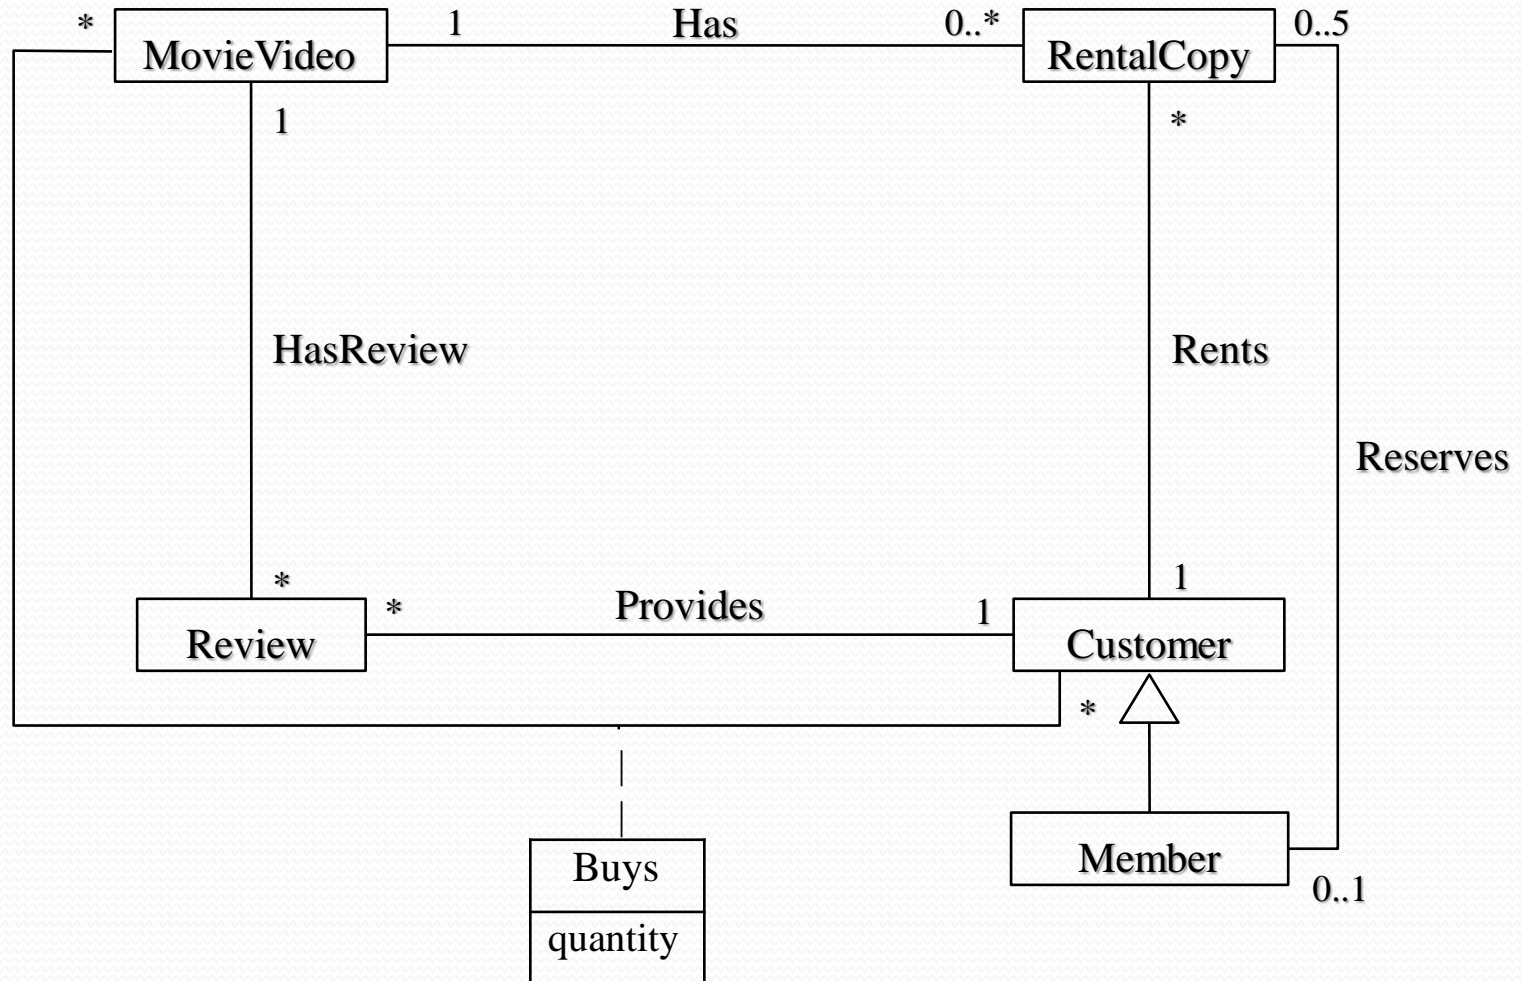 * 1 Has 0..* 0..5
MovieVideo RentalCopy
1 *
HasReview Rents
Reserves
* 1
* Provides 1
Review Customer
*
Buys Member
0..1
quantity